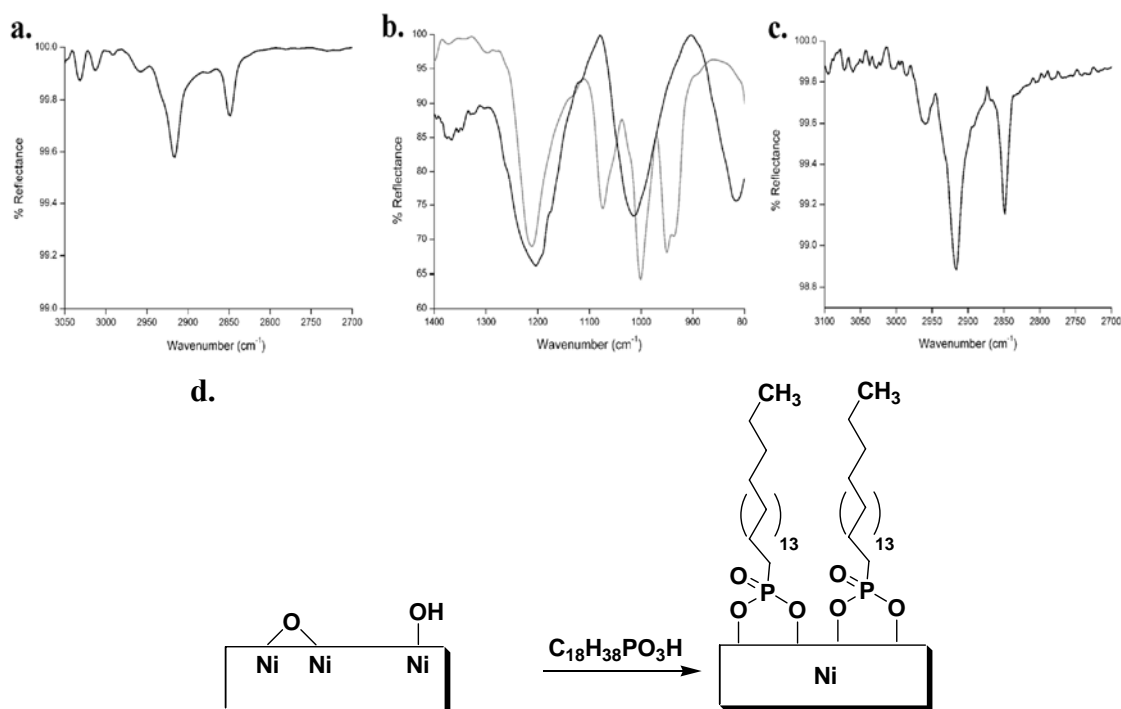 a.
100.0
99.8
99.6
99.4
99.2
99.0
% Reflectance
3050 3000 2950 2900 2850 2800 2750 2700
Wavenumber (cm⁻¹)
b.
100
95
90
85
80
75
70
65
60
% Reflectance
1400 1300 1200 1100 1000 900 80
Wavenumber (cm⁻¹)
c.
100.0
99.8
99.6
99.4
99.2
99.0
98.8
% Reflectance
3100 3050 3000 2950 2900 2850 2800 2750 2700
Wavenumber (cm⁻¹)
d.
CH₃ CH₃
13 13
O P O P
O O O O
O OH
Ni Ni Ni
C₁₈H₃₈PO₃H
Ni